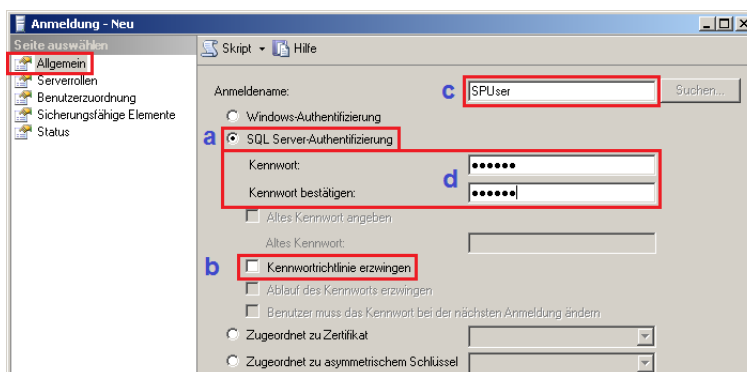 Anmeldung - Neu
Seite auswählen
Allgemein
Serverrollen
Benutzerzuordnung
Sicherungsfähige Elemente
Status
Skript Hilfe
Anmeldename: c SPUser Suchen...
Windows-Authentifizierung
a SQL Server-Authentifizierung
Kennwort: ●●●●●●
Kennwort bestätigen: d ●●●●●●
Altes Kennwort angeben
Altes Kennwort:
b Kennwortrichtlinie erzwingen
Ablauf des Kennworts erzwingen
Benutzer muss das Kennwort bei der nächsten Anmeldung ändern
Zugeordnet zu Zertifikat
Zugeordnet zu asymmetrischem Schlüssel